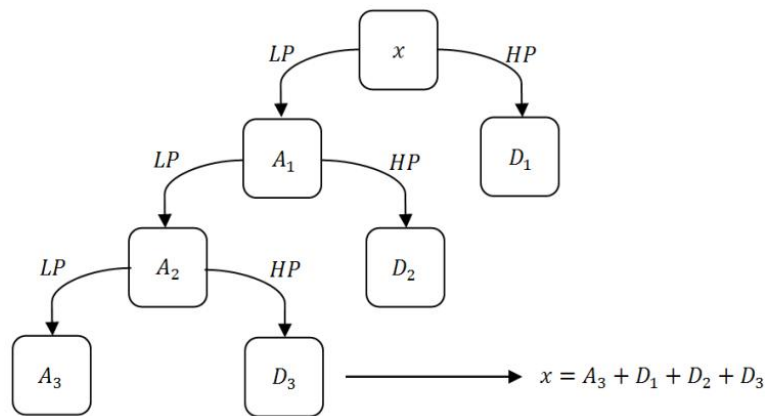 LP
x
HP
LP
A₁
HP
D₁
LP
A₂
HP
D₂
A₃
D₃
x = A₃ + D₁ + D₂ + D₃